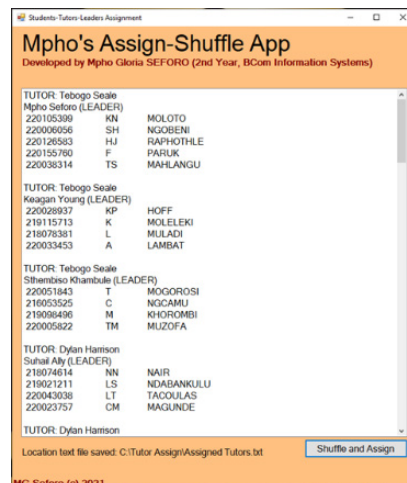 Students-Tutors-Leaders Assignment
Mpho's Assign-Shuffle App
Developed by Mpho Gloria SEFORO (2nd Year, BCom Information Systems)
TUTOR: Tebogo Seale
Mpho Seforo (LEADER)
220105399 KN MOLOTO
220006056 SH NGOBENI
220126583 HJ RAPHOTHLE
220155760 F PARUK
220038314 TS MAHLANGU
TUTOR: Tebogo Seale
Keagan Young (LEADER)
220028937 KP HOFF
219115713 K MOLELEKI
218078381 L MULADI
220033453 A LAMBAT
TUTOR: Tebogo Seale
Sthembiso Khambule (LEADER)
220051843 T MOGOROSI
216053525 C NGCAMU
219098496 M KHOROMBI
220005822 TM MUZOFA
TUTOR: Dylan Harrison
Suhail Ally (LEADER)
218074614 NN NAIR
219021211 LS NDABANKULU
220043038 LT TACOULAS
220023757 CM MAGUNDE
TUTOR: Dylan Harrison
Location text file saved: C:\Tutor Assign\Assigned Tutors.txt
Shuffle and Assign
MG Seforo (c) 2021